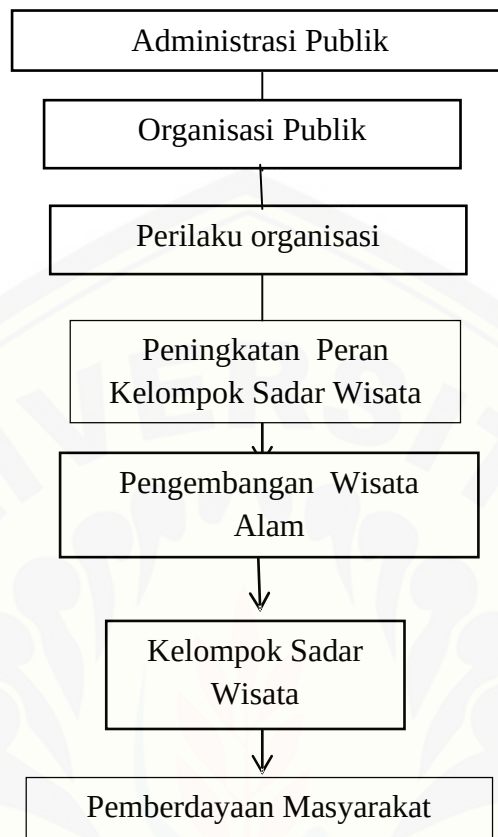 Administrasi Publik
Organisasi Publik
Perilaku organisasi
Peningkatan Peran
Kelompok Sadar Wisata
Pengembangan Wisata
Alam
Kelompok Sadar
Wisata
Pemberdayaan Masyarakat